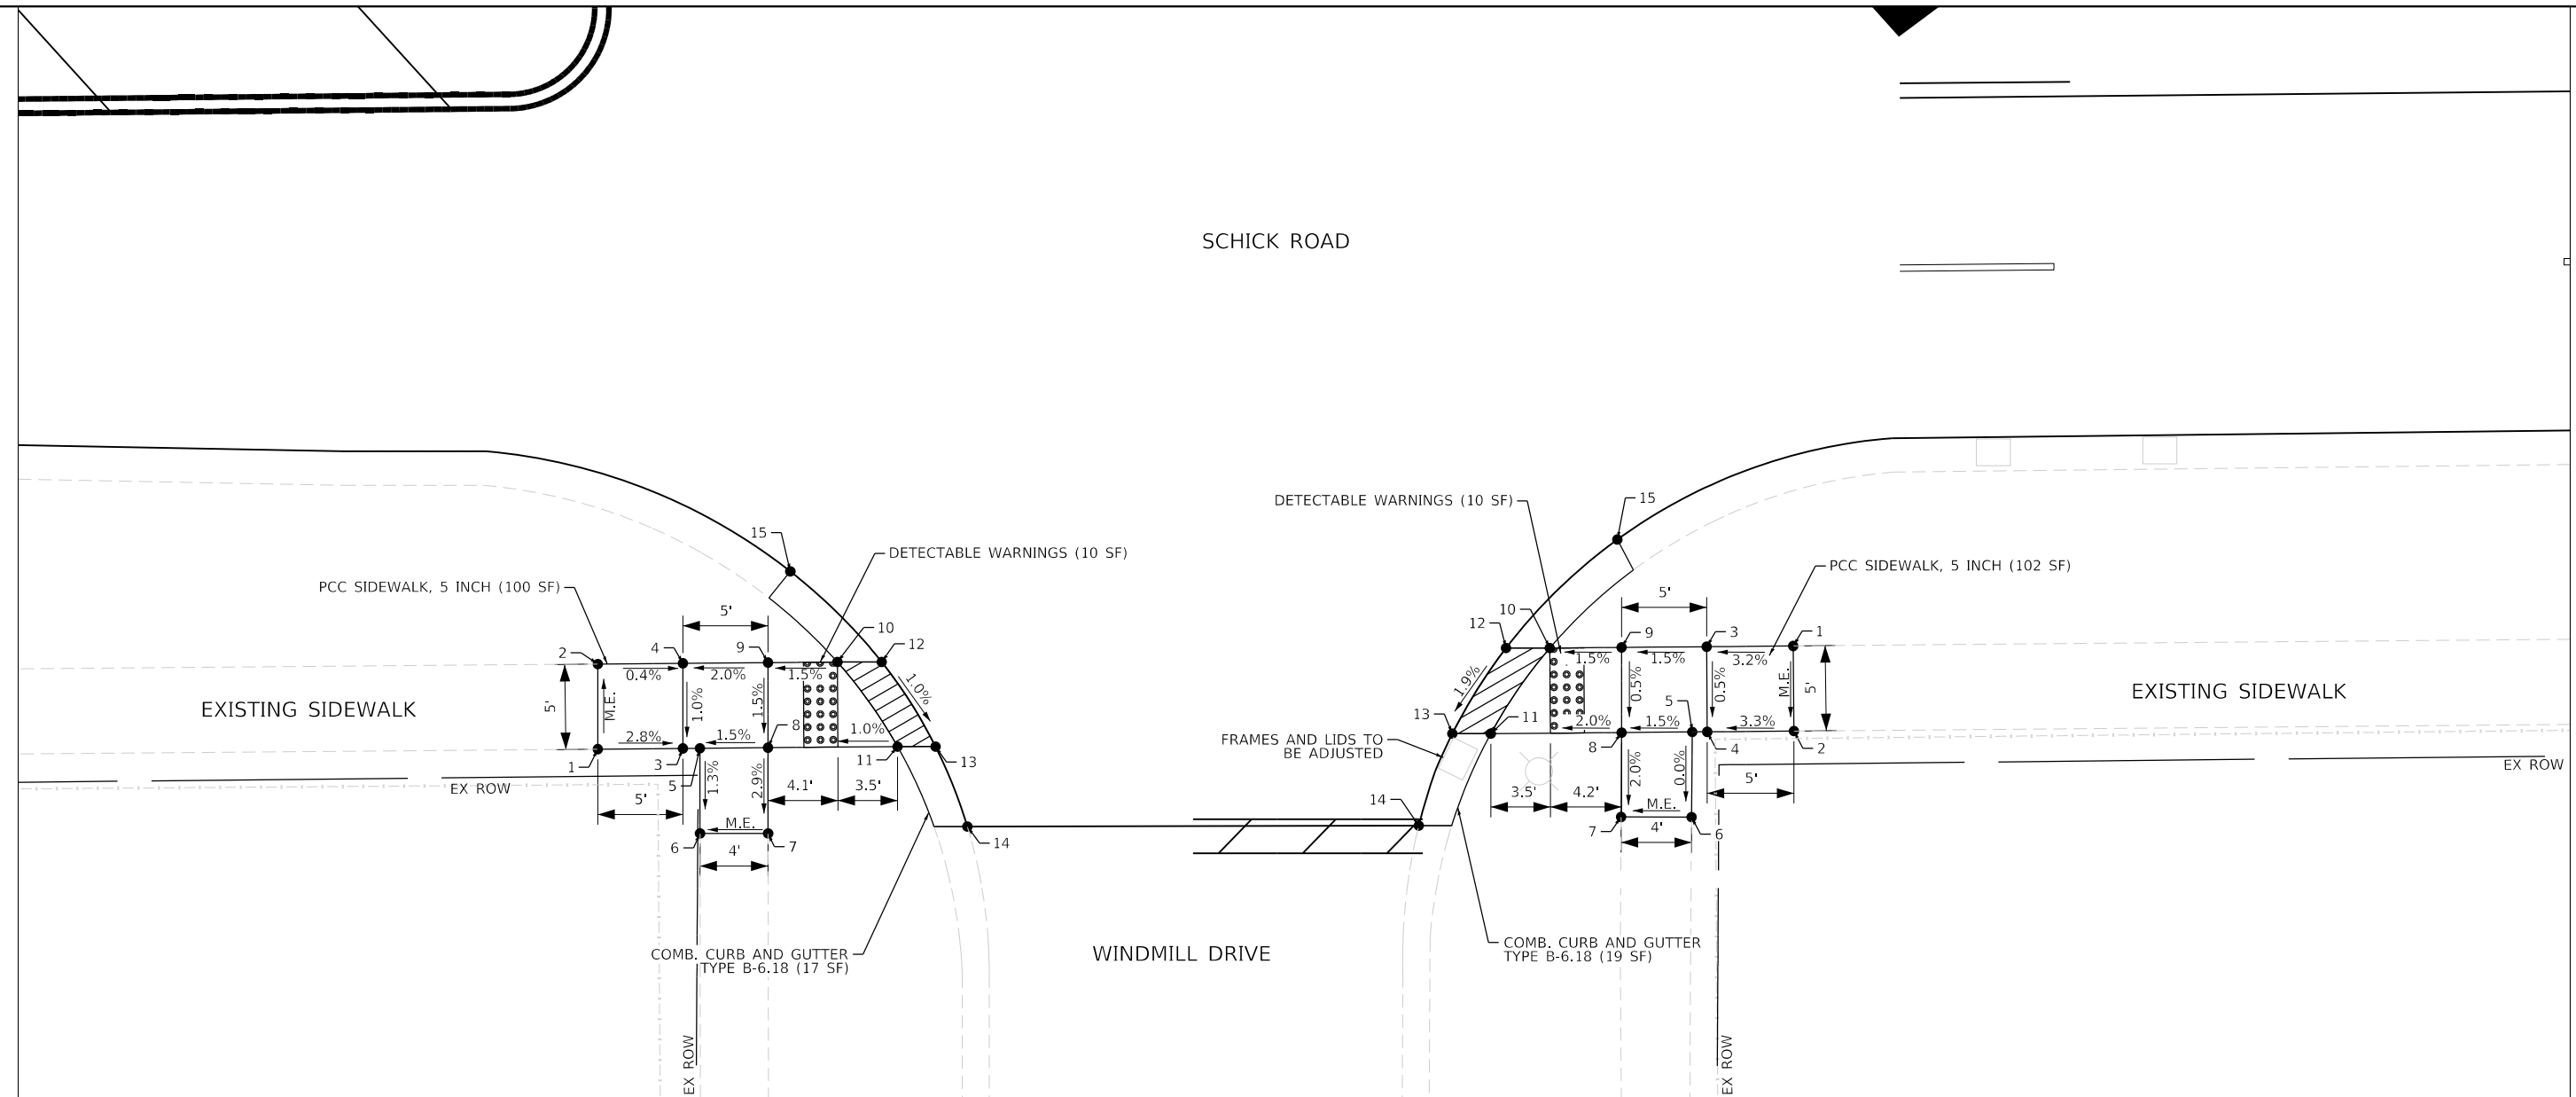 SCHICK ROAD
DETECTABLE WARNINGS (10 SF)
15
15
DETECTABLE WARNINGS (10 SF)
PCC SIDEWALK, 5 INCH (102 SF)
PCC SIDEWALK, 5 INCH (100 SF)
5'
5'
10
12
9
3
1
10
12
4
9
2
0.4%
2.0%
1.5%
1.5%
1.5%
3.2%
M.E.
1.0%
1.5%
1.0%
1.9%
0.5%
0.5%
M.E.
5'
5'
EXISTING SIDEWALK
EXISTING SIDEWALK
2.8%
1.5%
8
1.0%
13
11
2.0%
1.5%
5
3.3%
1
3
11
13
8
4
2
FRAMES AND LIDS TO
BE ADJUSTED
EX ROW
EX ROW
5
1.3%
2.9%
4.1'
3.5'
3.5'
4.2'
2.0%
0.0%
5'
5'
M.E.
M.E.
14
14
6
7
7
6
4'
4'
COMB. CURB AND GUTTER
TYPE B-6.18 (17 SF)
WINDMILL DRIVE
COMB. CURB AND GUTTER
TYPE B-6.18 (19 SF)
EX ROW
EX ROW